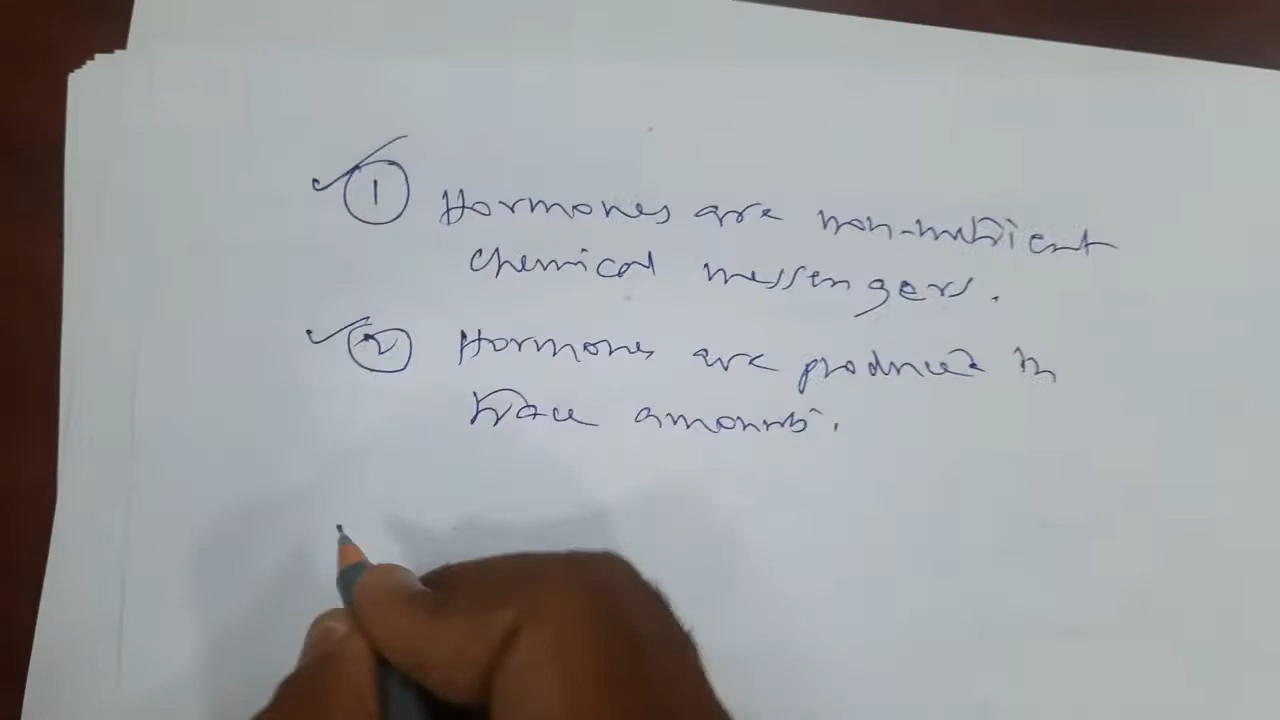 1 Hormones are non-nutrient
chemical messengers.
2 Hormones are produced in
trace amounts.